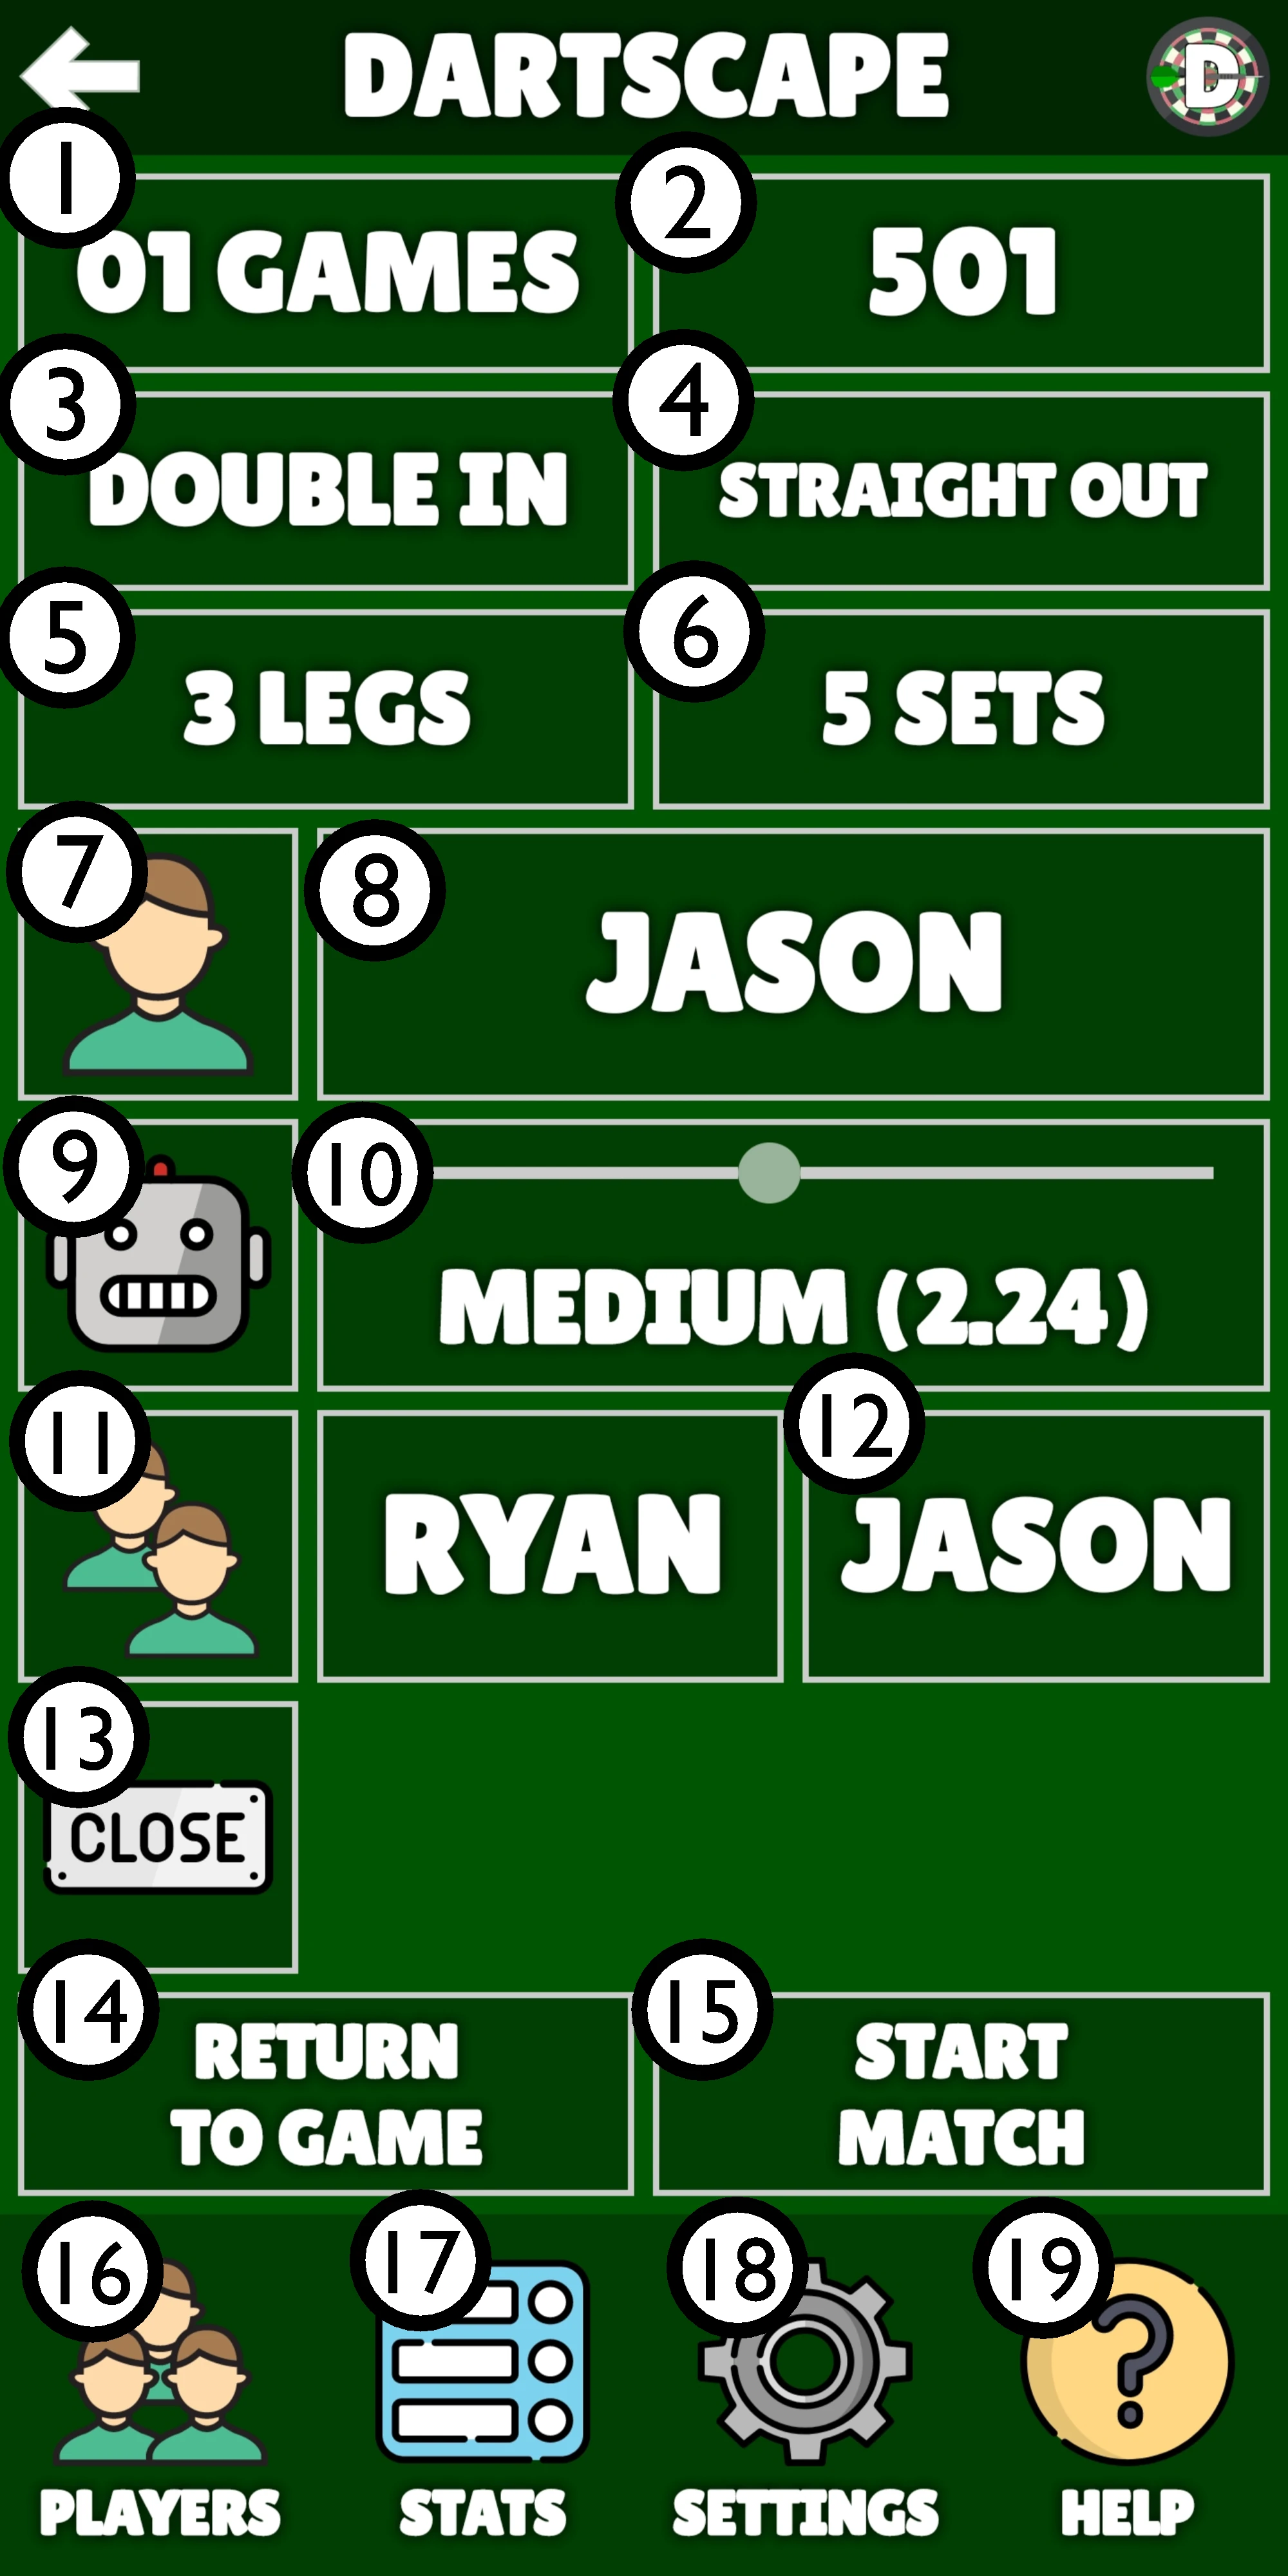 DARTSCAPE
D
1
01 GAMES
2
501
3
DOUBLE IN
4
STRAIGHT OUT
5
3 LEGS
6
5 SETS
7
8
JASON
9
10
MEDIUM (2.24)
11
RYAN
12
JASON
13
CLOSE
14
RETURN
TO GAME
15
START
MATCH
16
PLAYERS
17
STATS
18
SETTINGS
19
?
HELP